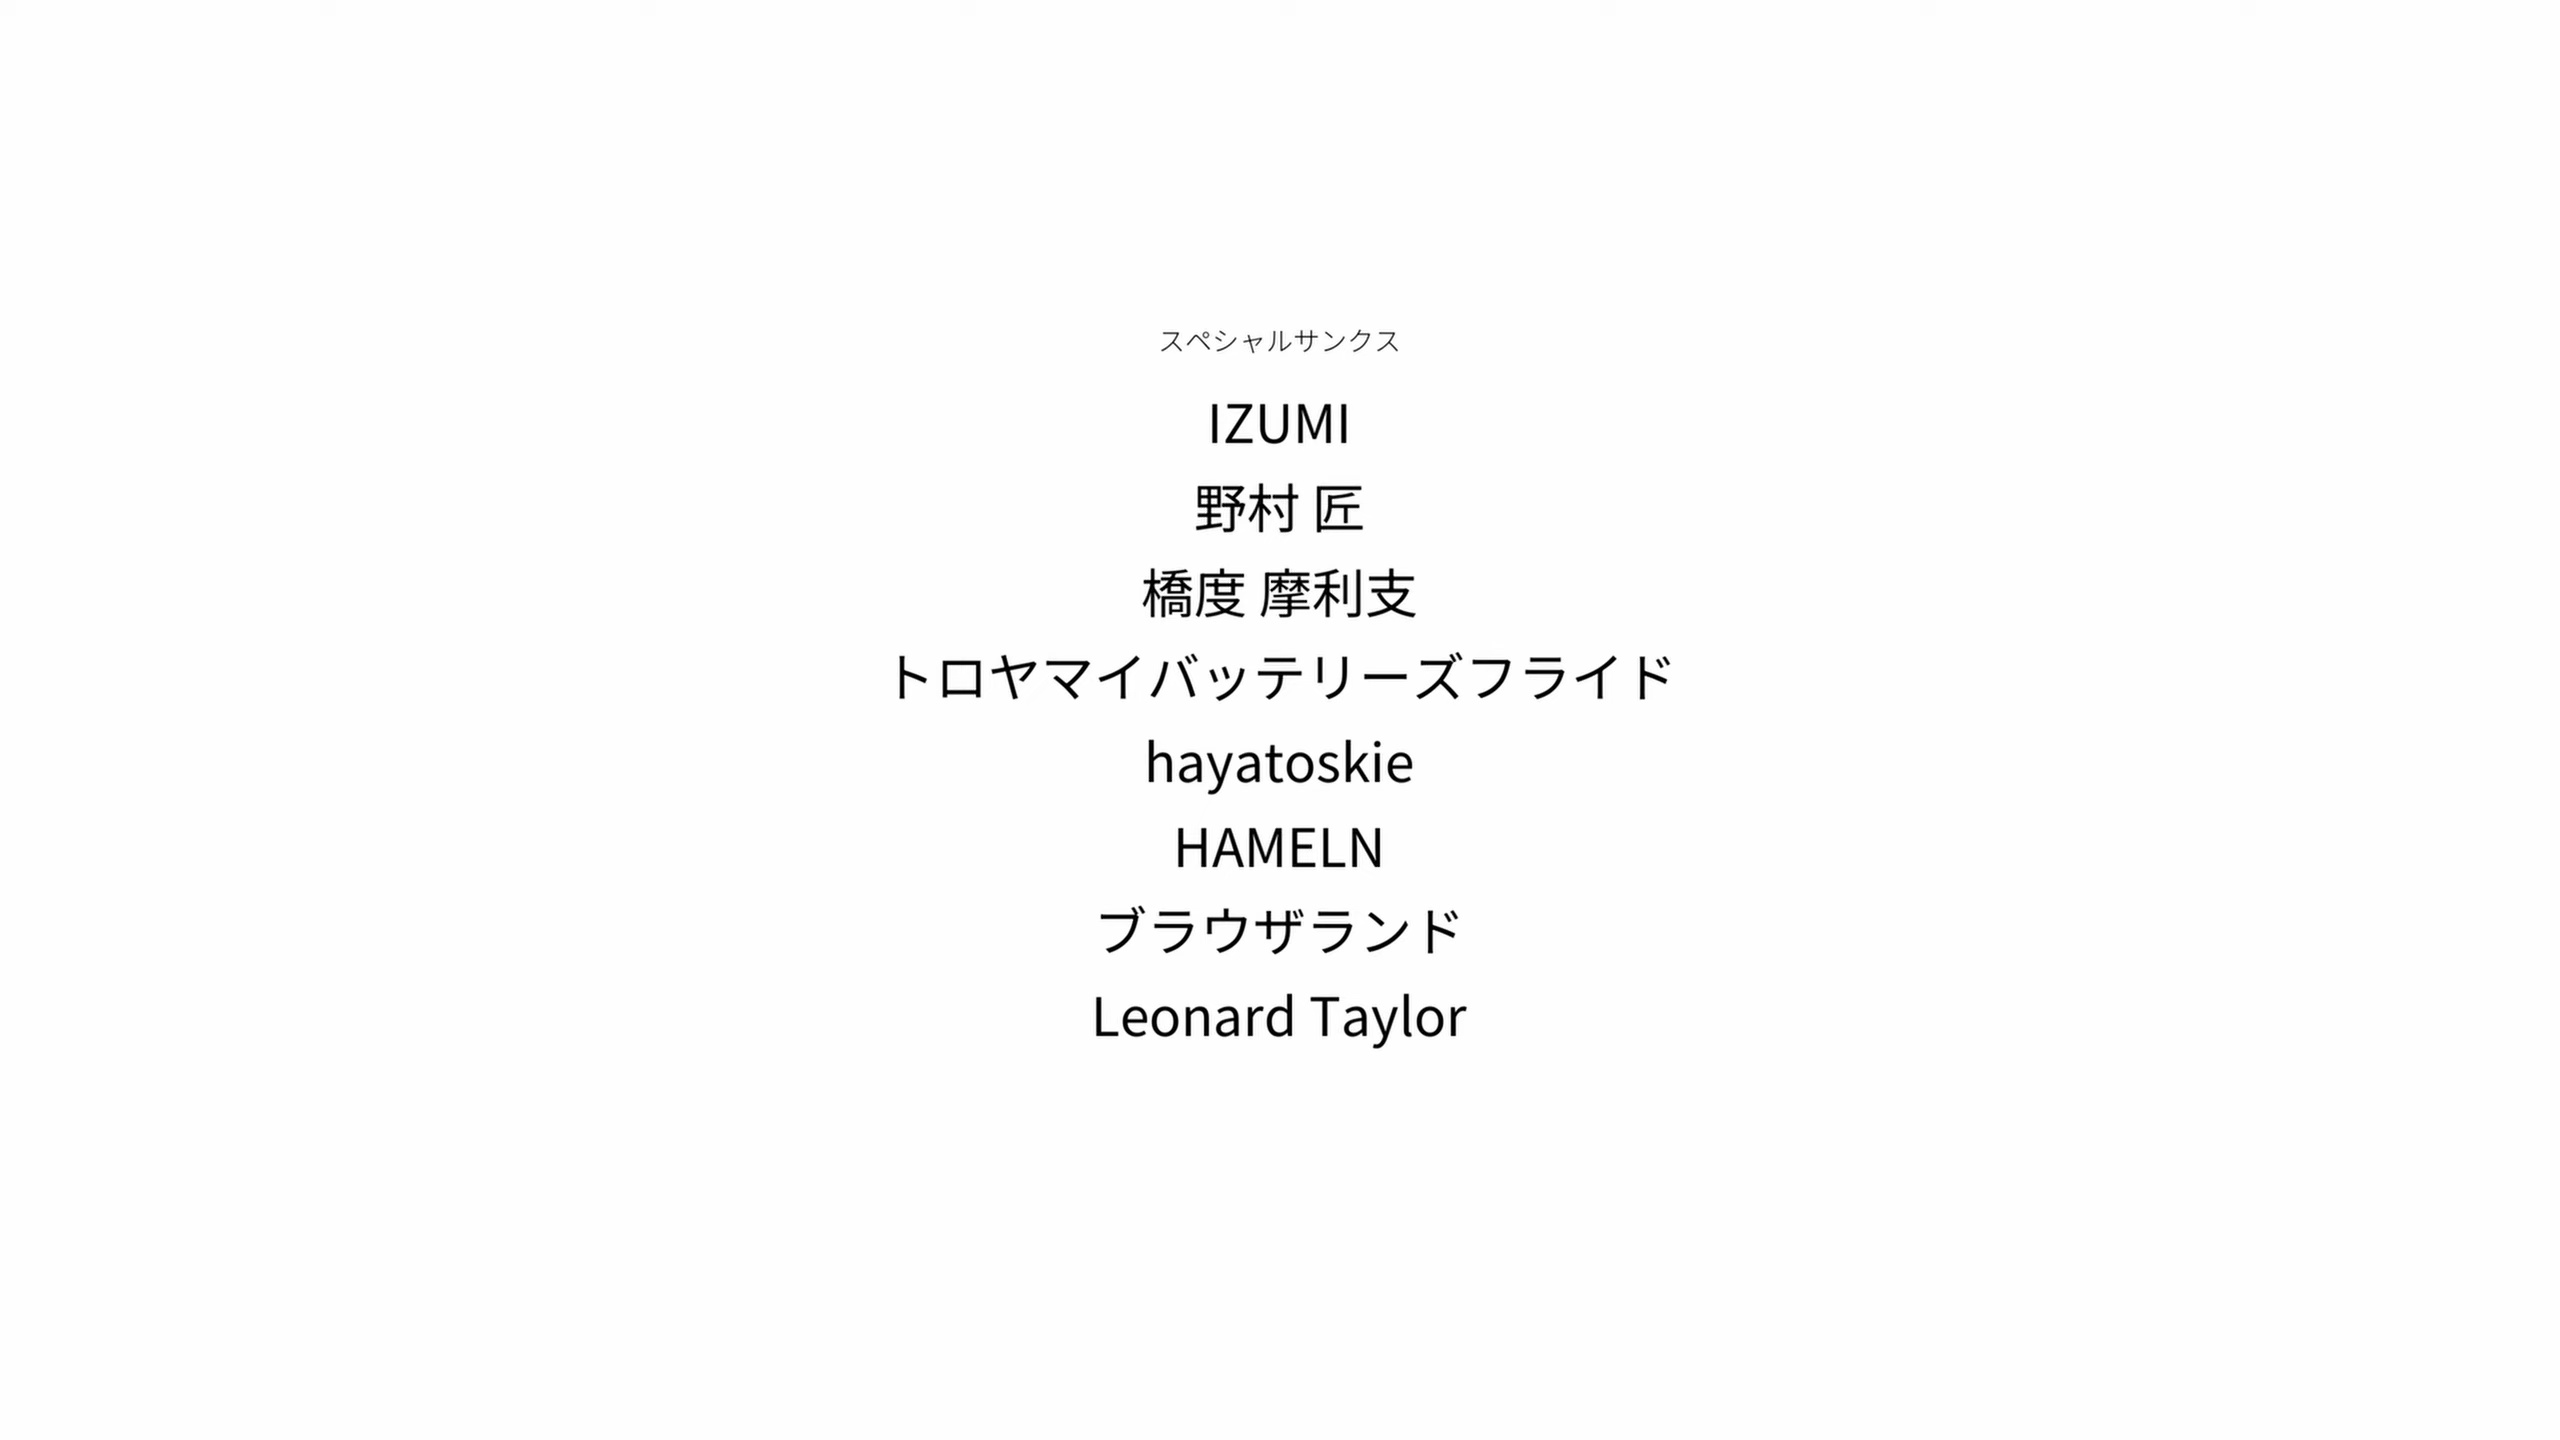 スペシャルサンクス
IZUMI
野村 匠
橋度 摩利支
トロヤマイバッテリーズフライド
hayatoskie
HAMELN
ブラウザランド
Leonard Taylor